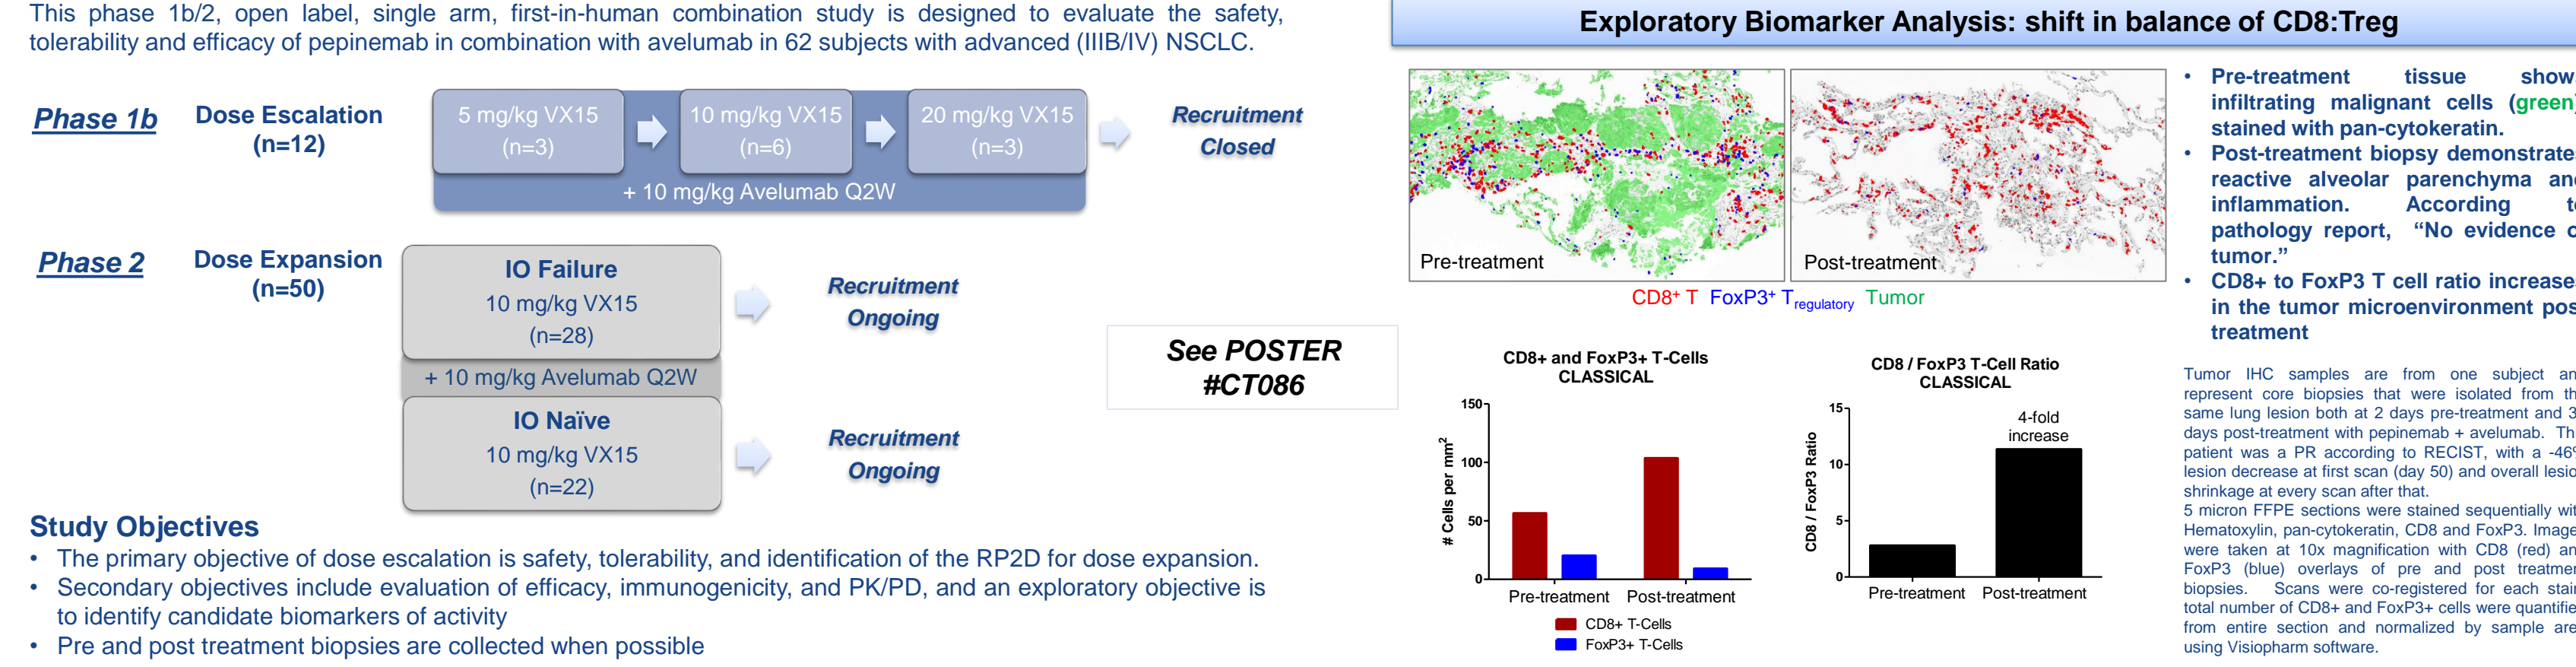 This phase 1b/2, open label, single arm, first-in-human combination study is designed to evaluate the safety,
tolerability and efficacy of pepinemab in combination with avelumab in 62 subjects with advanced (IIIB/IV) NSCLC.
Phase 1b
Dose Escalation
(n=12)
5 mg/kg VX15
(n=3)
10 mg/kg VX15
(n=6)
20 mg/kg VX15
(n=3)
+ 10 mg/kg Avelumab Q2W
Recruitment
Closed
Phase 2
Dose Expansion
(n=50)
IO Failure
10 mg/kg VX15
(n=28)
+ 10 mg/kg Avelumab Q2W
IO Naïve
10 mg/kg VX15
(n=22)
Recruitment
Ongoing
Recruitment
Ongoing
See POSTER
#CT086
Study Objectives
• The primary objective of dose escalation is safety, tolerability, and identification of the RP2D for dose expansion.
• Secondary objectives include evaluation of efficacy, immunogenicity, and PK/PD, and an exploratory objective is
to identify candidate biomarkers of activity
• Pre and post treatment biopsies are collected when possible
Exploratory Biomarker Analysis: shift in balance of CD8:Treg
Pre-treatment
Post-treatment
CD8+ T FoxP3+ Tregulatory Tumor
CD8+ and FoxP3+ T-Cells
CLASSICAL
# Cells per mm2
150
100
50
0
Pre-treatment Post-treatment
CD8+ T-Cells
FoxP3+ T-Cells
CD8 / FoxP3 T-Cell Ratio
CLASSICAL
CD8 / FoxP3 Ratio
15
10
5
0
4-fold
increase
Pre-treatment Post-treatment
• Pre-treatment tissue show
infiltrating malignant cells (green)
stained with pan-cytokeratin.
• Post-treatment biopsy demonstrate
reactive alveolar parenchyma an
inflammation. According t
pathology report, “No evidence o
tumor.”
• CD8+ to FoxP3 T cell ratio increase
in the tumor microenvironment pos
treatment
Tumor IHC samples are from one subject an
represent core biopsies that were isolated from th
same lung lesion both at 2 days pre-treatment and 3
days post-treatment with pepinemab + avelumab. Thi
patient was a PR according to RECIST, with a -46%
lesion decrease at first scan (day 50) and overall lesio
shrinkage at every scan after that.
5 micron FFPE sections were stained sequentially wit
Hematoxylin, pan-cytokeratin, CD8 and FoxP3. Image
were taken at 10x magnification with CD8 (red) an
FoxP3 (blue) overlays of pre and post treatmen
biopsies. Scans were co-registered for each stain
total number of CD8+ and FoxP3+ cells were quantifie
from entire section and normalized by sample are
using Visiopharm software.